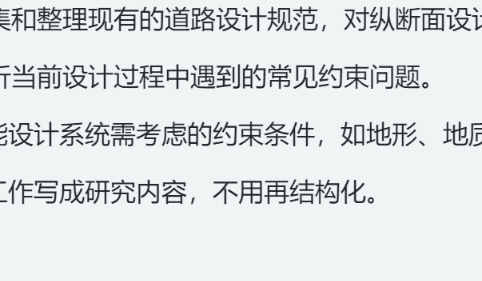 集和整理现有的道路设计规范，对纵断面设计
析当前设计过程中遇到的常见约束问题。
能设计系统需考虑的约束条件，如地形、地质
工作写成研究内容，不用再结构化。